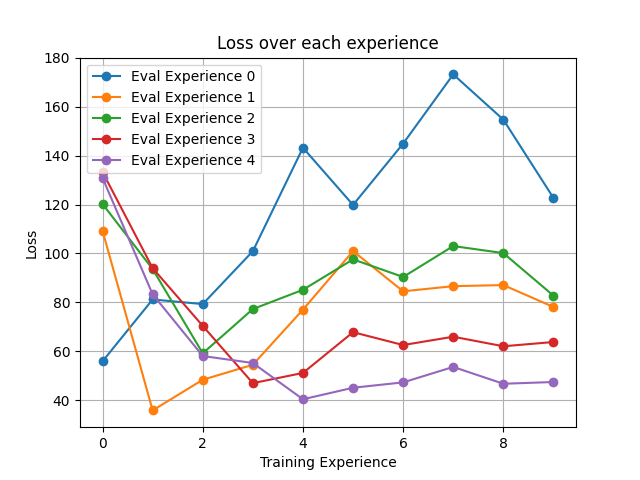 Loss over each experience
180
160
140
120
100
80
60
40
Loss
Eval Experience 0
Eval Experience 1
Eval Experience 2
Eval Experience 3
Eval Experience 4
0 2 4 6 8
Training Experience